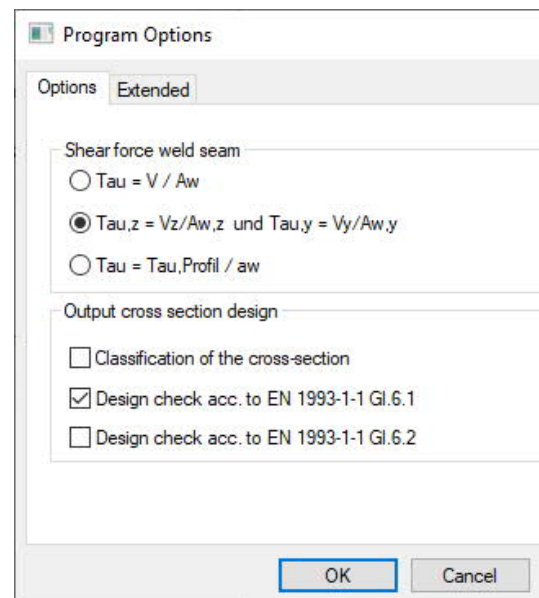 Program Options
Options Extended
Shear force weld seam
Tau = V / Aw
Tau,z = Vz/Aw,z und Tau,y = Vy/Aw,y
Tau = Tau,Profil / aw
Output cross section design
Classification of the cross-section
Design check acc. to EN 1993-1-1 Gl.6.1
Design check acc. to EN 1993-1-1 Gl.6.2
OK Cancel